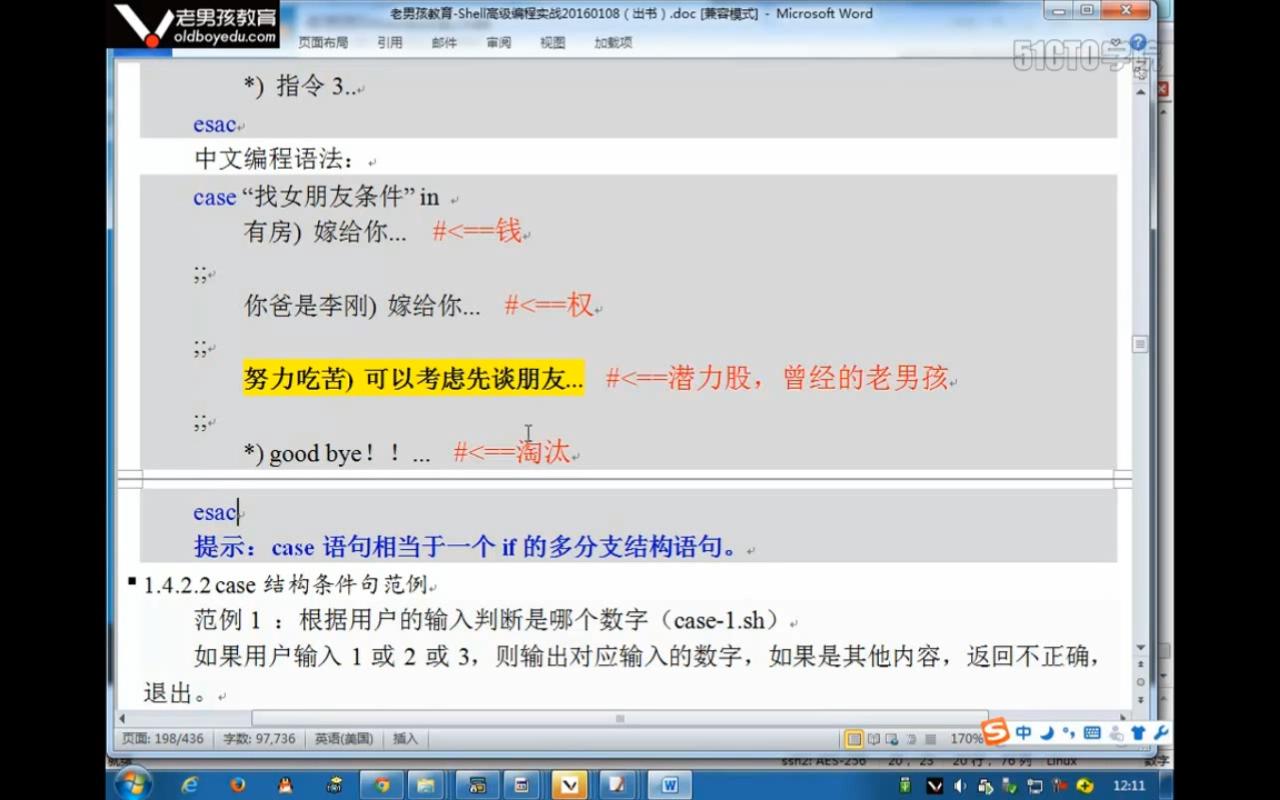 老男孩教育
oldboyedu.com
老男孩教育-Shell高级编程实战20160108（出书）.doc [兼容模式] - Microsoft Word
页面布局 引用 邮件 审阅 视图 加载项
51CTO学院
*) 指令 3..
esac
中文编程语法：
case “找女朋友条件” in
有房) 嫁给你... #<==钱
;;
你爸是李刚) 嫁给你... #<==权
;;
努力吃苦) 可以考虑先谈朋友... #<==潜力股，曾经的老男孩
;;
*) good bye！！... #<==淘汰
esac
提示：case 语句相当于一个 if 的多分支结构语句。
1.4.2.2 case 结构条件句范例
范例 1 ：根据用户的输入判断是哪个数字（case-1.sh）
如果用户输入 1 或 2 或 3，则输出对应输入的数字，如果是其他内容，返回不正确，
退出。
页面: 198/436 字数: 97,736 英语(美国) 插入 170% 中
12:11